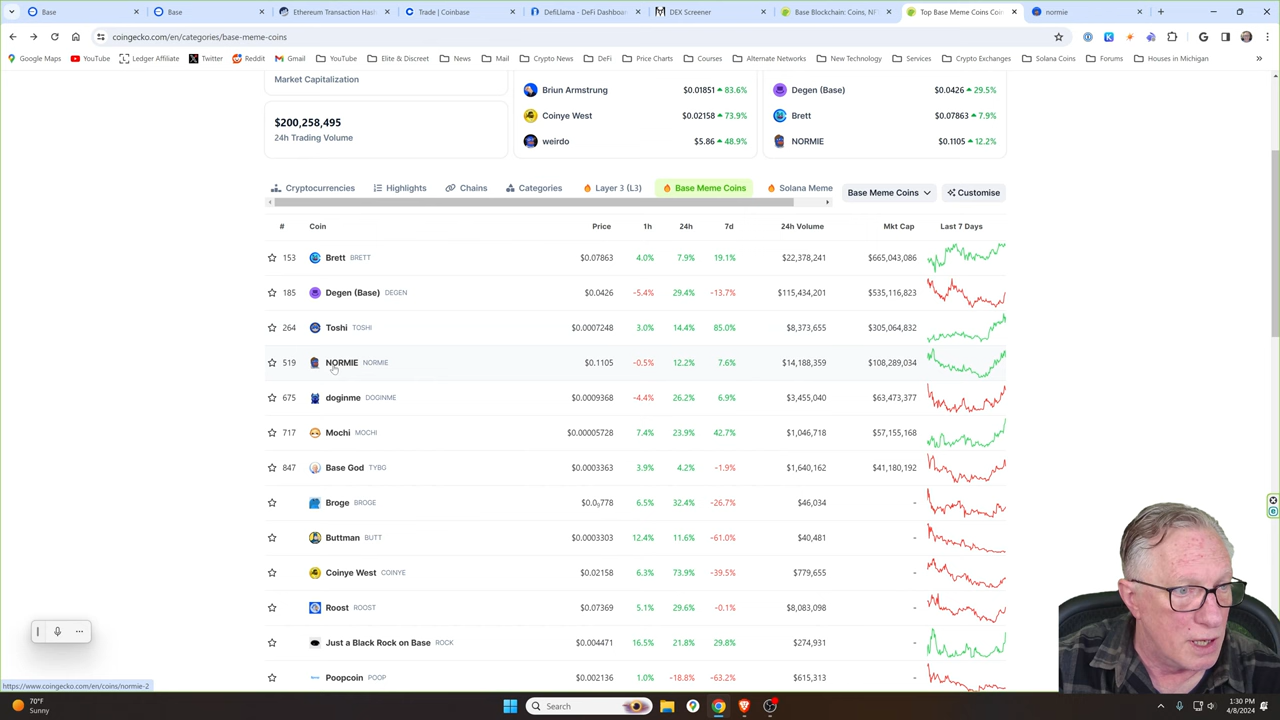 Base
Base
Ethereum Transaction Hash
Trade | Coinbase
DefiLlama - DeFi Dashboa
DEX Screener
Base Blockchain: Coins, NF
Top Base Meme Coins Coin
normie
coingecko.com/en/categories/base-meme-coins
Google Maps
YouTube
Ledger Affiliate
Twitter
Reddit
Gmail
YouTube
Elite & Discreet
News
Mail
Crypto News
DeFi
Price Charts
Courses
Alternate Networks
New Technology
Services
Crypto Exchanges
Solana Coins
Forums
Houses in Michigan
»
Market Capitalization
$200,258,495
24h Trading Volume
Briun Armstrong $0.01851 83.6%
Coinye West $0.02158 73.9%
weirdo $5.86 48.9%
Degen (Base) $0.0426 29.5%
Brett $0.07863 7.9%
NORMIE $0.1105 12.2%
Cryptocurrencies Highlights Chains Categories Layer 3 (L3) Base Meme Coins Solana Meme Base Meme Coins Customise
# Coin Price 1h 24h 7d 24h Volume Mkt Cap Last 7 Days
153 Brett BRETT $0.07863 4.0% 7.9% 19.1% $22,378,241 $665,043,086
185 Degen (Base) DEGEN $0.0426 -5.4% 29.4% -13.7% $115,434,201 $535,116,823
264 Toshi TOSHI $0.0007248 3.0% 14.4% 85.0% $8,373,655 $305,064,832
519 NORMIE NORMIE $0.1105 -0.5% 12.2% 7.6% $14,188,359 $108,289,034
675 doginme DOGINME $0.0009368 -4.4% 26.2% 6.9% $3,455,040 $63,473,377
717 Mochi MOCHI $0.00005728 7.4% 23.9% 42.7% $1,046,718 $57,155,168
847 Base God TYBG $0.0003363 3.9% 4.2% -1.9% $1,640,162 $41,180,192
Broge BROGE $0.0₉778 6.5% 32.4% -26.7% $46,034 -
Buttman BUTT $0.0003303 12.4% 11.6% -61.0% $40,481 -
Coinye West COINYE $0.02158 6.3% 73.9% -39.5% $779,655 -
Roost ROOST $0.07369 5.1% 29.6% -0.1% $8,083,098 -
Just a Black Rock on Base ROCK $0.004471 16.5% 21.8% 29.8% $274,931 -
Poopcoin POOP $0.002136 1.0% -18.8% -63.2% $615,313 -
https://www.coingecko.com/en/coins/normie-2
70°F
Sunny
Search
1:30 PM
4/8/2024